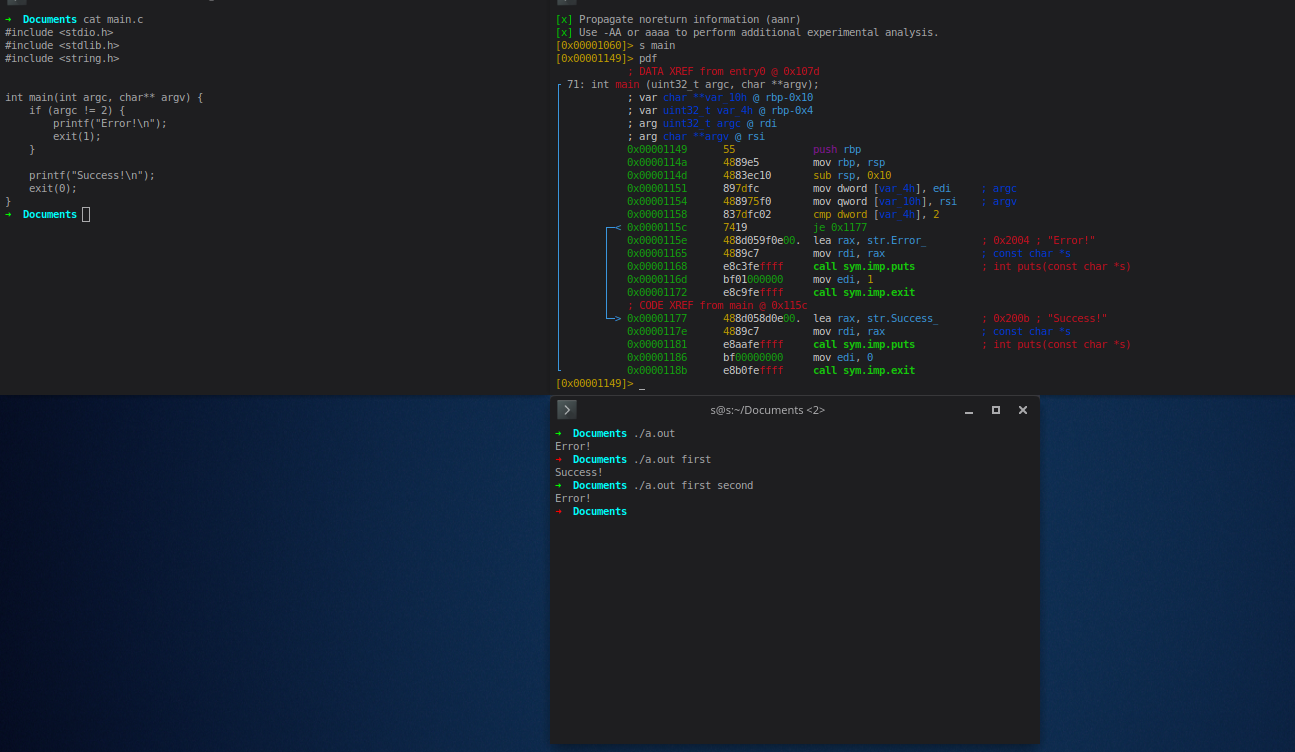 ➜  Documents cat main.c
#include <stdio.h>
#include <stdlib.h>
#include <string.h>
int main(int argc, char** argv) {
    if (argc != 2) {
        printf("Error!\n");
        exit(1);
    }
    printf("Success!\n");
    exit(0);
}
➜  Documents
[x] Propagate noreturn information (aanr)
[x] Use -AA or aaaa to perform additional experimental analysis.
[0x00001060]> s main
[0x00001149]> pdf
; DATA XREF from entry0 @ 0x107d
71: int main (uint32_t argc, char **argv);
; var char **var_10h @ rbp-0x10
; var uint32_t var_4h @ rbp-0x4
; arg uint32_t argc @ rdi
; arg char **argv @ rsi
0x00001149      55             push rbp
0x0000114a      4889e5         mov rbp, rsp
0x0000114d      4883ec10       sub rsp, 0x10
0x00001151      897dfc         mov dword [var_4h], edi     ; argc
0x00001154      488975f0       mov qword [var_10h], rsi    ; argv
0x00001158      837dfc02       cmp dword [var_4h], 2
< 0x0000115c      7419           je 0x1177
0x0000115e      488d059f0e00.  lea rax, str.Error_         ; 0x2004 ; "Error!"
0x00001165      4889c7         mov rdi, rax                ; const char *s
0x00001168      e8c3feffff     call sym.imp.puts           ; int puts(const char *s)
0x0000116d      bf01000000     mov edi, 1
0x00001172      e8c9feffff     call sym.imp.exit
; CODE XREF from main @ 0x115c
> 0x00001177      488d058d0e00.  lea rax, str.Success_       ; 0x200b ; "Success!"
0x0000117e      4889c7         mov rdi, rax                ; const char *s
0x00001181      e8aafeffff     call sym.imp.puts           ; int puts(const char *s)
0x00001186      bf00000000     mov edi, 0
0x0000118b      e8b0feffff     call sym.imp.exit
[0x00001149]> _
s@s:~/Documents <2>
➜  Documents ./a.out
Error!
➜  Documents ./a.out first
Success!
➜  Documents ./a.out first second
Error!
➜  Documents